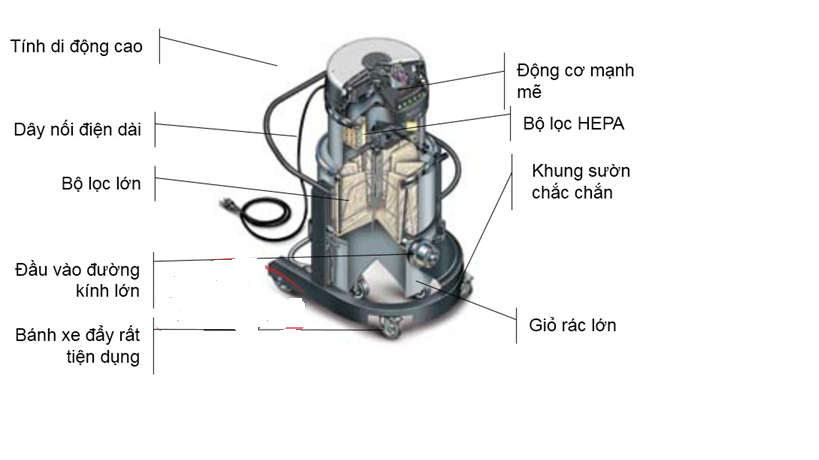 Tính di động cao
Dây nối điện dài
Bộ lọc lớn
Đầu vào đường
kính lớn
Bánh xe đẩy rất
tiện dụng
Động cơ mạnh
mẽ
Bộ lọc HEPA
Khung sườn
chắc chắn
Giỏ rác lớn